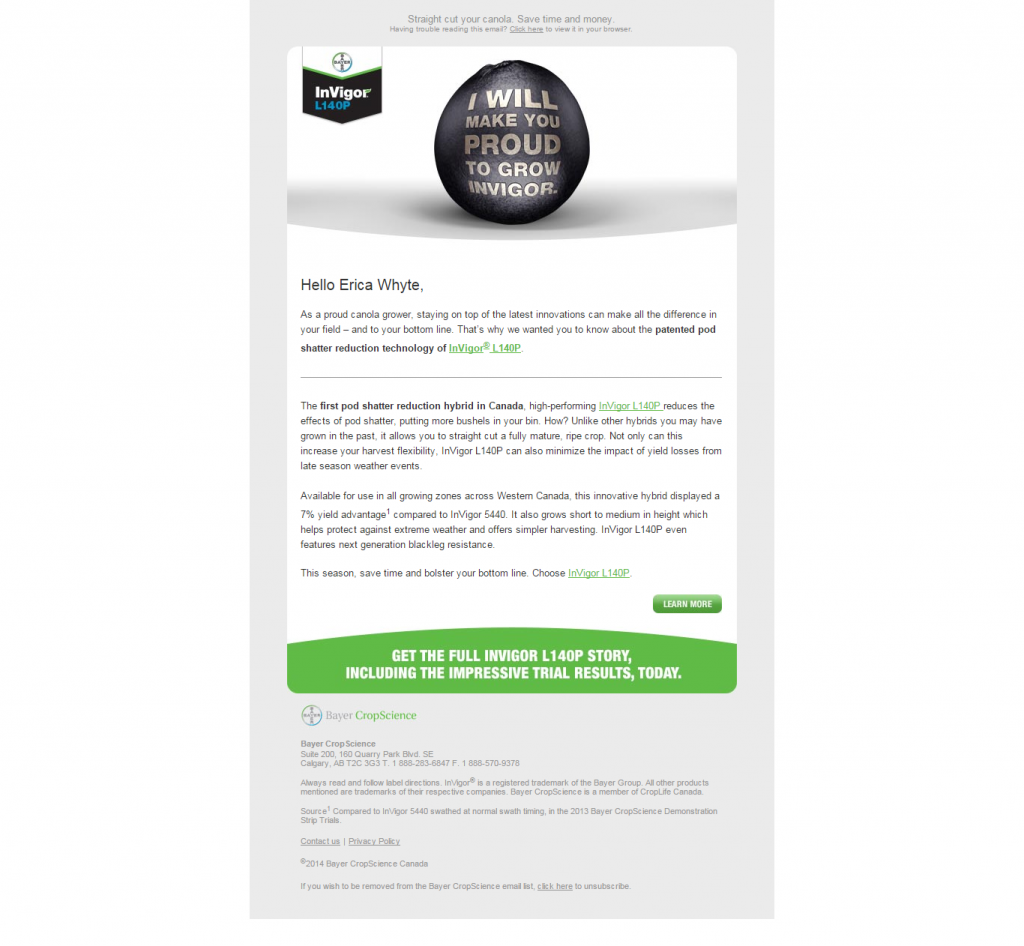 Straight cut your canola. Save time and money.
Having trouble reading this email? Click here to view it in your browser.
BAYER
InVigor
L140P
I WILL
MAKE YOU
PROUD
TO GROW
INVIGOR.
Hello Erica Whyte,
As a proud canola grower, staying on top of the latest innovations can make all the difference in
your field – and to your bottom line. That's why we wanted you to know about the patented pod
shatter reduction technology of InVigor® L140P.
The first pod shatter reduction hybrid in Canada, high-performing InVigor L140P reduces the
effects of pod shatter, putting more bushels in your bin. How? Unlike other hybrids you may have
grown in the past, it allows you to straight cut a fully mature, ripe crop. Not only can this
increase your harvest flexibility, InVigor L140P can also minimize the impact of yield losses from
late season weather events.
Available for use in all growing zones across Western Canada, this innovative hybrid displayed a
7% yield advantage¹ compared to InVigor 5440. It also grows short to medium in height which
helps protect against extreme weather and offers simpler harvesting. InVigor L140P even
features next generation blackleg resistance.
This season, save time and bolster your bottom line. Choose InVigor L140P.
LEARN MORE
GET THE FULL INVIGOR L140P STORY,
INCLUDING THE IMPRESSIVE TRIAL RESULTS, TODAY.
BAYER Bayer CropScience
Bayer CropScience
Suite 200, 160 Quarry Park Blvd. SE
Calgary, AB T2C 3G3 T. 1 888-283-6847 F. 1 888-570-9378
Always read and follow label directions. InVigor® is a registered trademark of the Bayer Group. All other products
mentioned are trademarks of their respective companies. Bayer CropScience is a member of CropLife Canada.
Source¹ Compared to InVigor 5440 swathed at normal swath timing, in the 2013 Bayer CropScience Demonstration
Strip Trials.
Contact us | Privacy Policy
®2014 Bayer CropScience Canada
If you wish to be removed from the Bayer CropScience email list, click here to unsubscribe.